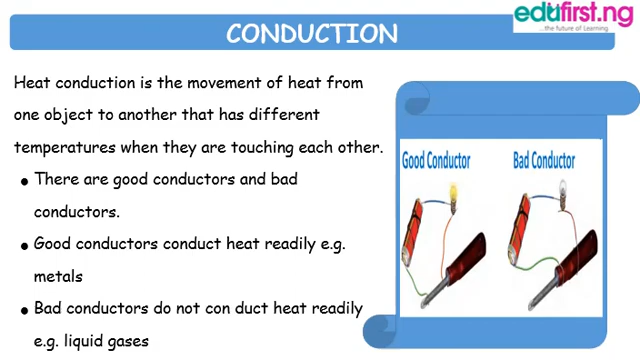 edufirst.ng
...the future of Learning
CONDUCTION
Heat conduction is the movement of heat from
one object to another that has different
temperatures when they are touching each other.
• There are good conductors and bad
conductors.
• Good conductors conduct heat readily e.g.
metals
• Bad conductors do not con duct heat readily
e.g. liquid gases
Good Conductor
Bad Conductor